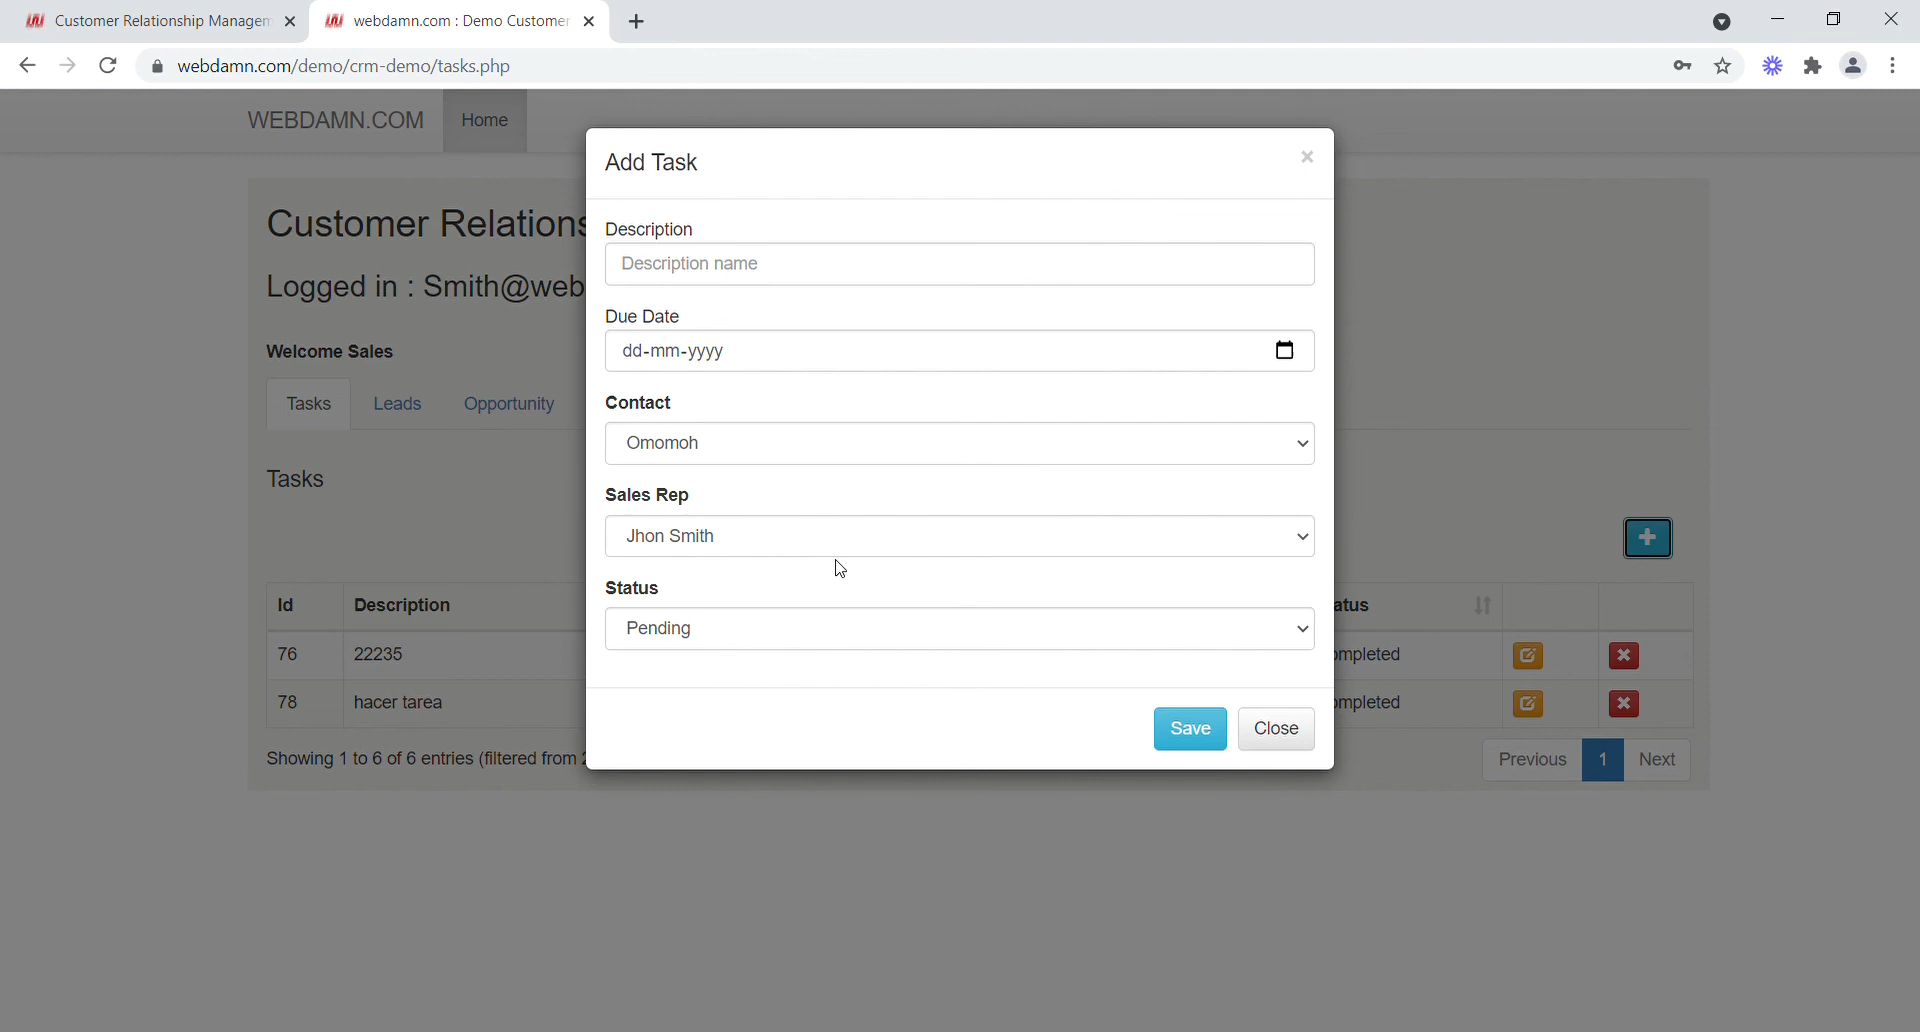 Customer Relationship Managem
webdamn.com : Demo Customer
webdamn.com/demo/crm-demo/tasks.php
WEBDAMN.COM
Home
Customer Relations
Logged in : Smith@web
Welcome Sales
Tasks
Leads
Opportunity
Tasks
Add Task
×
Description
Description name
Due Date
dd-mm-yyyy
Contact
Omomoh
Sales Rep
Jhon Smith
Status
Pending
Save
Close
Id Description atus
76 22235 ompleted
78 hacer tarea ompleted
Showing 1 to 6 of 6 entries (filtered from
Previous 1 Next